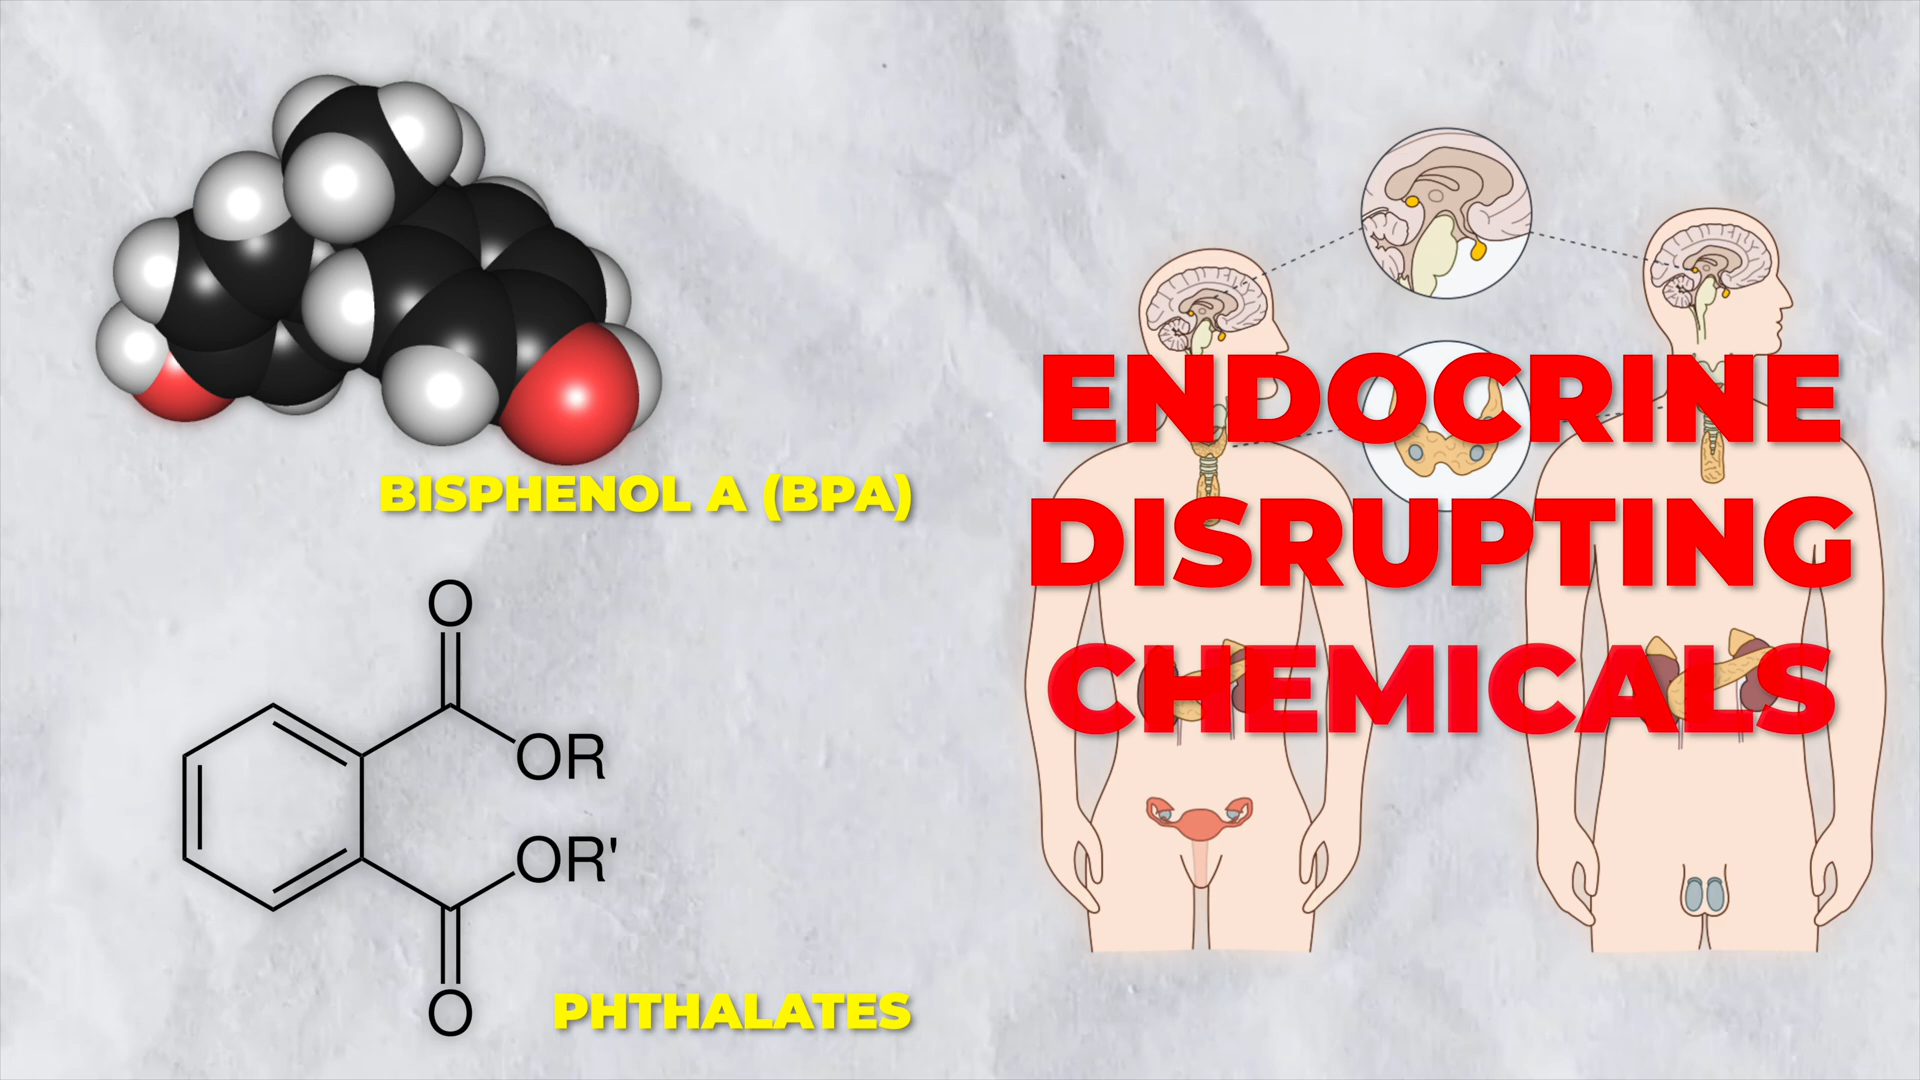 BISPHENOL A (BPA)
O
OR
OR'
O
PHTHALATES
ENDOCRINE
DISRUPTING
CHEMICALS